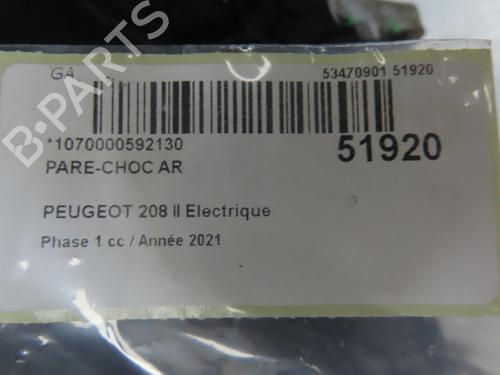 GA
53470901 51920
*1070000592130
51920
PARE-CHOC AR
PEUGEOT 208 II Electrique
Phase 1 cc / Année 2021
B-PARTS